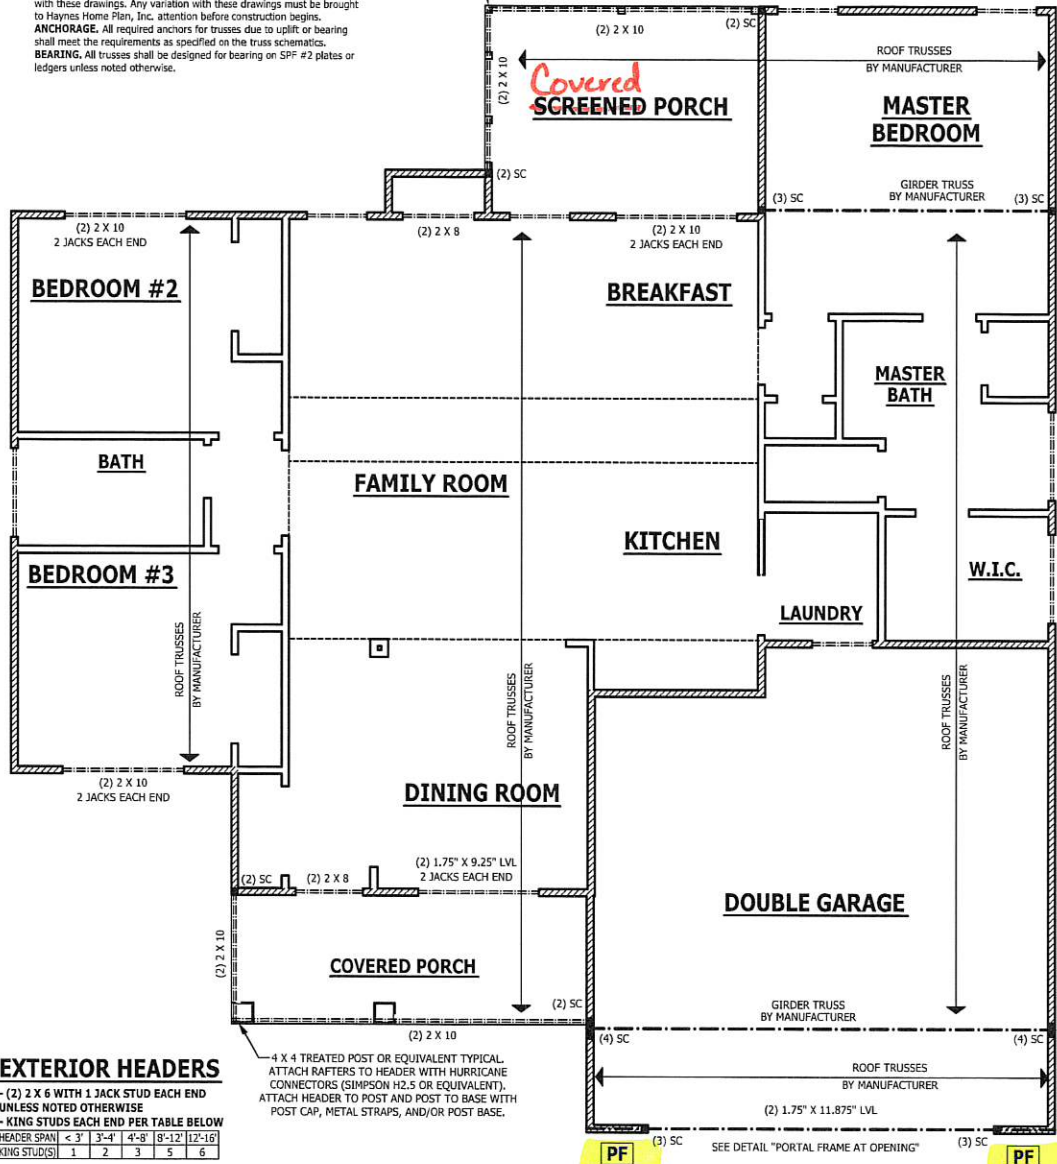 with these drawings. Any variation with these drawings must be brought
to Haynes Home Plan, Inc. attention before construction begins.
ANCHORAGE. All required anchors for trusses due to uplift or bearing
shall meet the requirements as specified on the truss schematics.
BEARING. All trusses shall be designed for bearing on SPF #2 plates or
ledgers unless noted otherwise.
(2) 2 X 10
(2) SC
(2) 2 X 10
Covered
SCREENED PORCH
ROOF TRUSSES
BY MANUFACTURER
MASTER
BEDROOM
(2) SC
GIRDER TRUSS
BY MANUFACTURER
(3) SC
(3) SC
(2) 2 X 10
2 JACKS EACH END
(2) 2 X 8
(2) 2 X 10
2 JACKS EACH END
BEDROOM #2
BREAKFAST
MASTER
BATH
BATH
FAMILY ROOM
KITCHEN
BEDROOM #3
W.I.C.
LAUNDRY
ROOF TRUSSES
BY MANUFACTURER
ROOF TRUSSES
BY MANUFACTURER
ROOF TRUSSES
BY MANUFACTURER
(2) 2 X 10
2 JACKS EACH END
DINING ROOM
(2) SC
(2) 2 X 8
(2) 1.75" X 9.25" LVL
2 JACKS EACH END
DOUBLE GARAGE
(2) 2 X 10
COVERED PORCH
(2) SC
(2) 2 X 10
GIRDER TRUSS
BY MANUFACTURER
(4) SC
(4) SC
4 X 4 TREATED POST OR EQUIVALENT TYPICAL.
ATTACH RAFTERS TO HEADER WITH HURRICANE
CONNECTORS (SIMPSON H2.5 OR EQUIVALENT).
ATTACH HEADER TO POST AND POST TO BASE WITH
POST CAP, METAL STRAPS, AND/OR POST BASE.
ROOF TRUSSES
BY MANUFACTURER
(2) 1.75" X 11.875" LVL
EXTERIOR HEADERS
- (2) 2 X 6 WITH 1 JACK STUD EACH END
UNLESS NOTED OTHERWISE
- KING STUDS EACH END PER TABLE BELOW
HEADER SPAN < 3' 3'-4' 4'-8' 8'-12' 12'-16'
KING STUD(S) 1 2 3 5 6
PF
(3) SC
SEE DETAIL "PORTAL FRAME AT OPENING"
(3) SC
PF